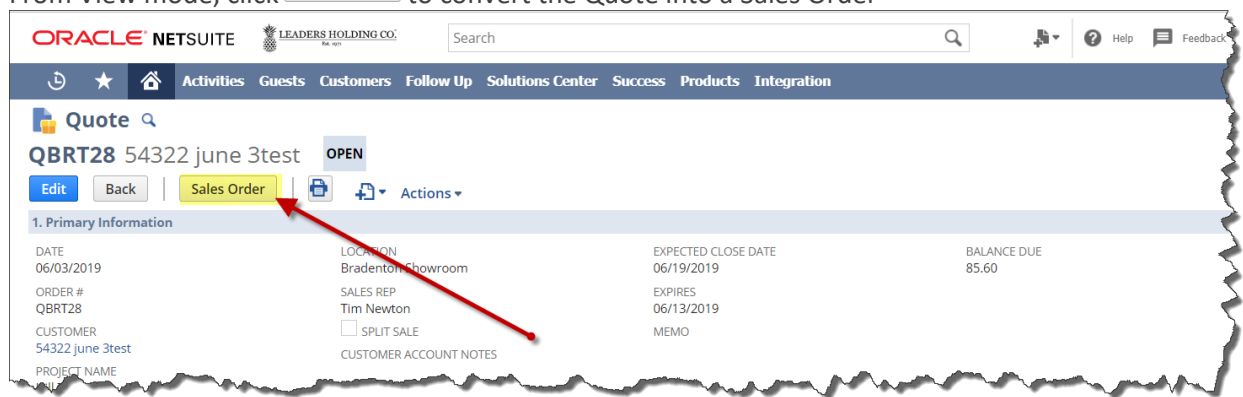 From View mode, click to convert the Quote into a Sales Order
ORACLE NETSUITE LEADERS HOLDING CO. Search Help Feedback
Est. 1971
Activities Guests Customers Follow Up Solutions Center Success Products Integration
Quote
QBRT28 54322 june 3test OPEN
Edit Back Sales Order Actions
1. Primary Information
DATE LOCATION EXPECTED CLOSE DATE BALANCE DUE
06/03/2019 Bradenton Showroom 06/19/2019 85.60
ORDER # SALES REP EXPIRES
QBRT28 Tim Newton 06/13/2019
CUSTOMER SPLIT SALE MEMO
54322 june 3test
CUSTOMER ACCOUNT NOTES
PROJECT NAME